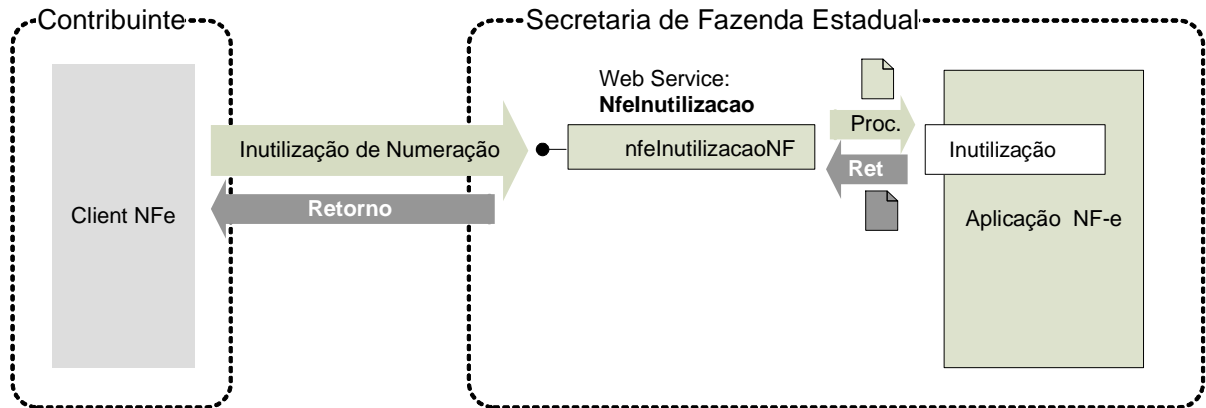 Contribuinte
Secretaria de Fazenda Estadual
Web Service:
NfeInutilizacao
Proc.
Inutilização de Numeração
nfeInutilizacaoNF
Inutilização
Ret
Retorno
Client NFe
Aplicação NF-e